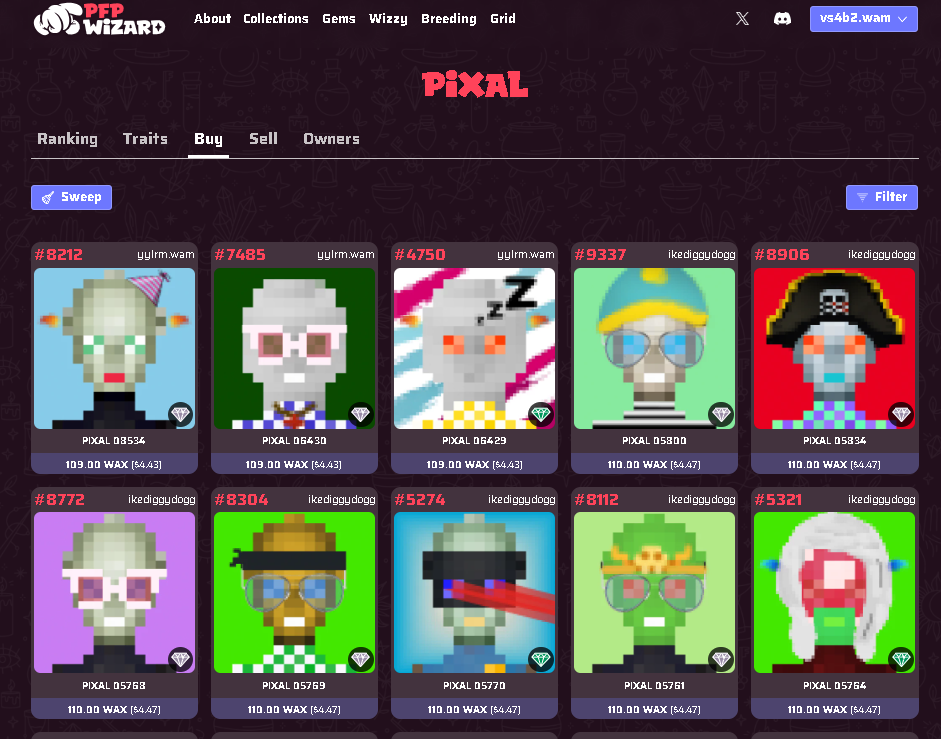 PFP
WiZARD
About Collections Gems Wizzy Breeding Grid
vs4b2.wam
PiXAL
Ranking Traits Buy Sell Owners
Sweep
Filter
#8212 yylrm.wam
#7485 yylrm.wam
#4750 yylrm.wam
#9337 ikediggydogg
#8906 ikediggydogg
z z Z
PIXAL 08534
PIXAL 06430
PIXAL 06429
PIXAL 05800
PIXAL 05834
109.00 WAX ($4.43)
109.00 WAX ($4.43)
109.00 WAX ($4.43)
110.00 WAX ($4.47)
110.00 WAX ($4.47)
#8772 ikediggydogg
#8304 ikediggydogg
#5274 ikediggydogg
#8112 ikediggydogg
#5321 ikediggydogg
PIXAL 05768
PIXAL 05769
PIXAL 05770
PIXAL 05761
PIXAL 05764
110.00 WAX ($4.47)
110.00 WAX ($4.47)
110.00 WAX ($4.47)
110.00 WAX ($4.47)
110.00 WAX ($4.47)